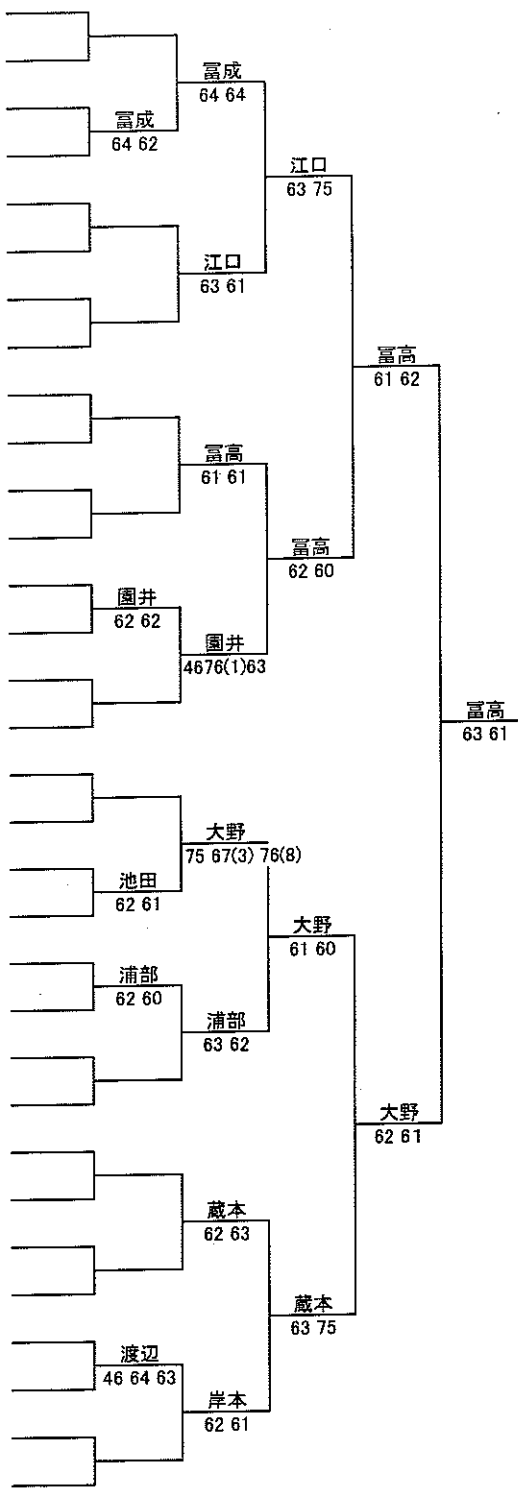 冨成
64 64
冨成
64 62
江口
63 75
江口
63 61
冨高
61 62
冨高
61 61
冨高
62 60
園井
62 62
園井
4676(1)63
冨高
63 61
大野
75 67(3) 76(8)
池田
62 61
大野
61 60
浦部
62 60
浦部
63 62
大野
62 61
蔵本
62 63
蔵本
63 75
渡辺
46 64 63
岸本
62 61